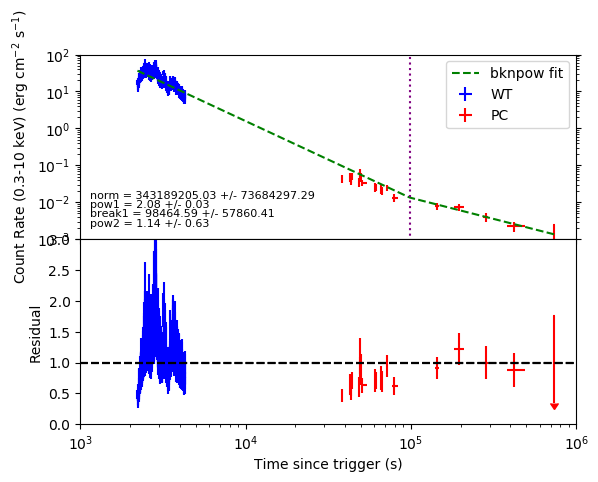 Count Rate (0.3-10 keV) (erg cm⁻² s⁻¹)
10²
10¹
10⁰
10⁻¹
10⁻²
10⁻³
bknpow fit
WT
PC
norm = 343189205.03 +/- 73684297.29
pow1 = 2.08 +/- 0.03
break1 = 98464.59 +/- 57860.41
pow2 = 1.14 +/- 0.63
Residual
3.0
2.5
2.0
1.5
1.0
0.5
0.0
10³ 10⁴ 10⁵ 10⁶
Time since trigger (s)